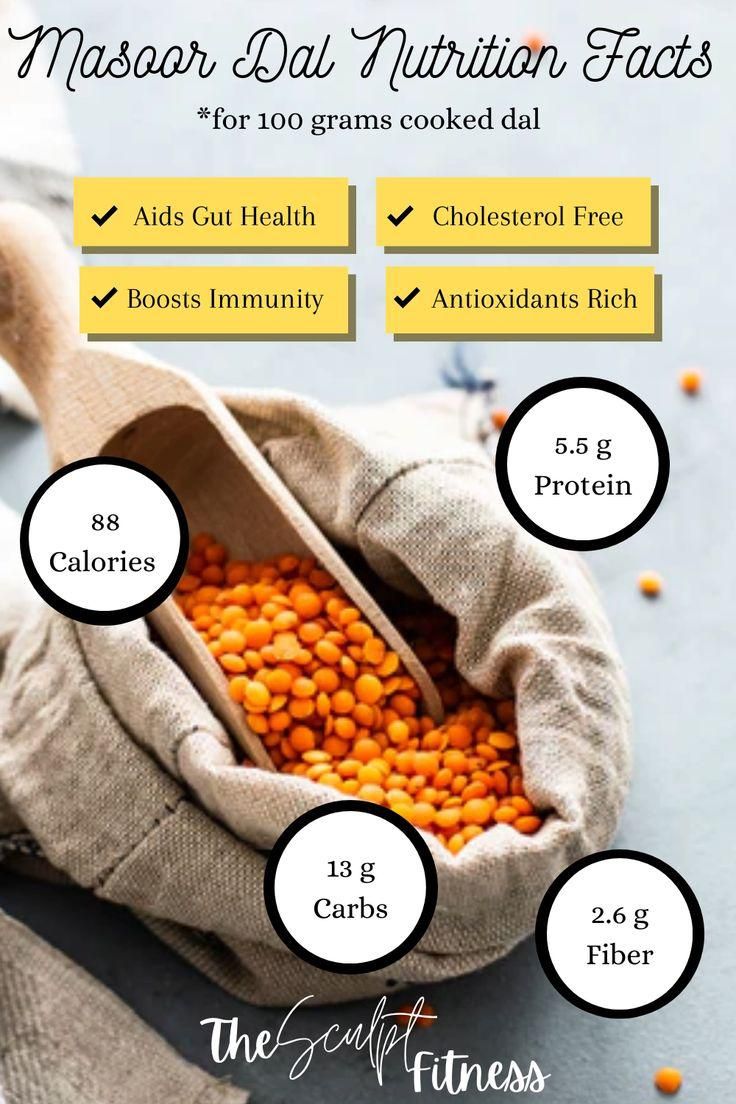 Masoor Dal Nutrition Facts
*for 100 grams cooked dal
✔ Aids Gut Health
✔ Cholesterol Free
✔ Boosts Immunity
✔ Antioxidants Rich
5.5 g
Protein
88
Calories
13 g
Carbs
2.6 g
Fiber
The Sculpt Fitness